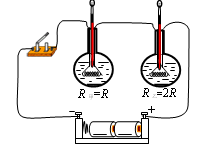 R =R R =2R
− +